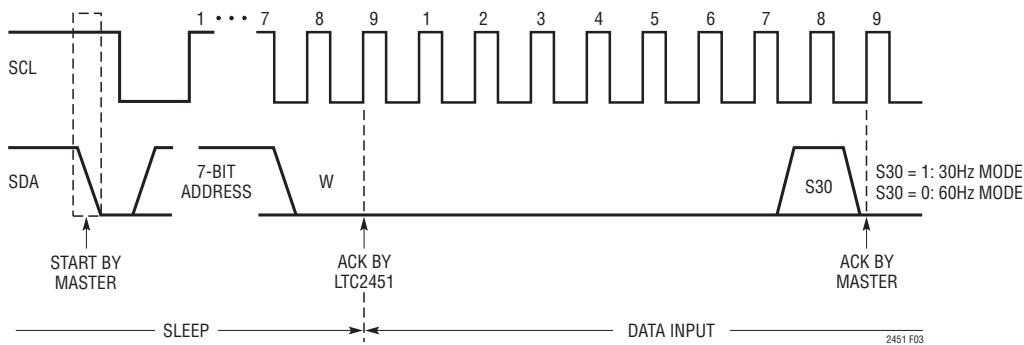 1 • • • 7 8 9 1 2 3 4 5 6 7 8 9
SCL
SDA
7-BIT
ADDRESS
W
S30
S30 = 1: 30Hz MODE
S30 = 0: 60Hz MODE
START BY
MASTER
ACK BY
LTC2451
ACK BY
MASTER
SLEEP
DATA INPUT
2451 F03